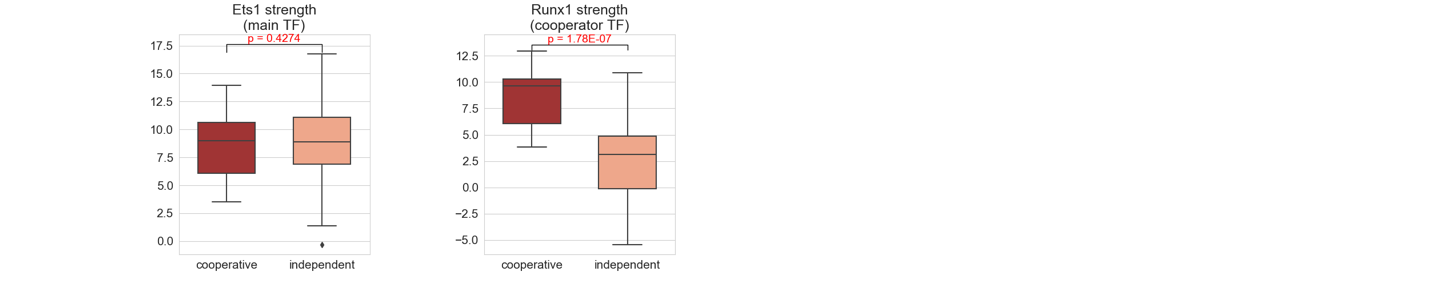 Ets1 strength
(main TF)
p = 0.4274
17.5
15.0
12.5
10.0
7.5
5.0
2.5
0.0
cooperative
independent
Runx1 strength
(cooperator TF)
p = 1.78E-07
12.5
10.0
7.5
5.0
2.5
0.0
−2.5
−5.0
cooperative
independent